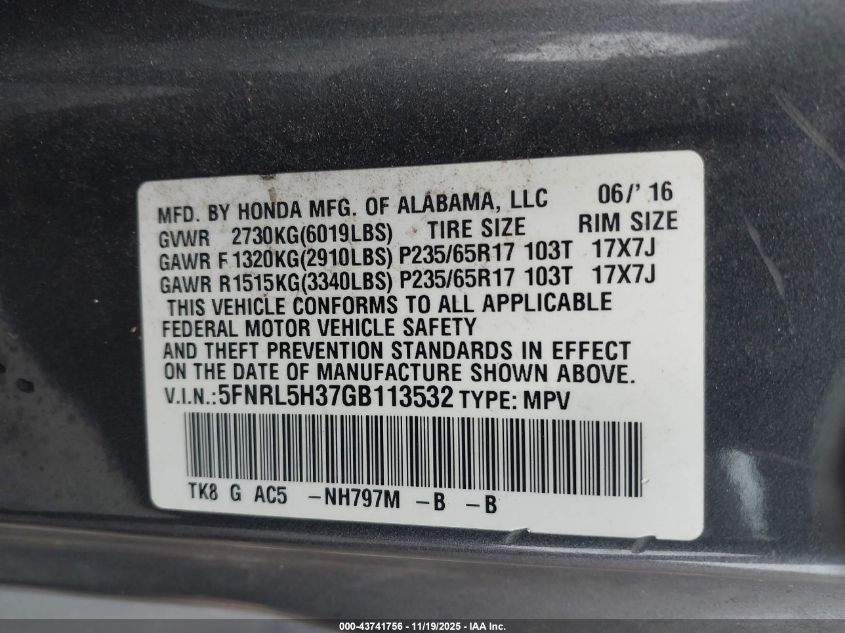 MFD. BY HONDA MFG. OF ALABAMA, LLC 06/'16
GVWR 2730KG(6019LBS) TIRE SIZE RIM SIZE
GAWR F1320KG(2910LBS) P235/65R17 103T 17X7J
GAWR R1515KG(3340LBS) P235/65R17 103T 17X7J
THIS VEHICLE CONFORMS TO ALL APPLICABLE
FEDERAL MOTOR VEHICLE SAFETY
AND THEFT PREVENTION STANDARDS IN EFFECT
ON THE DATE OF MANUFACTURE SHOWN ABOVE.
V.I.N.:5FNRL5H37GB113532 TYPE: MPV
TK8 G AC5 -NH797M -B -B
000-43741756 - 11/19/2025 - IAA Inc.